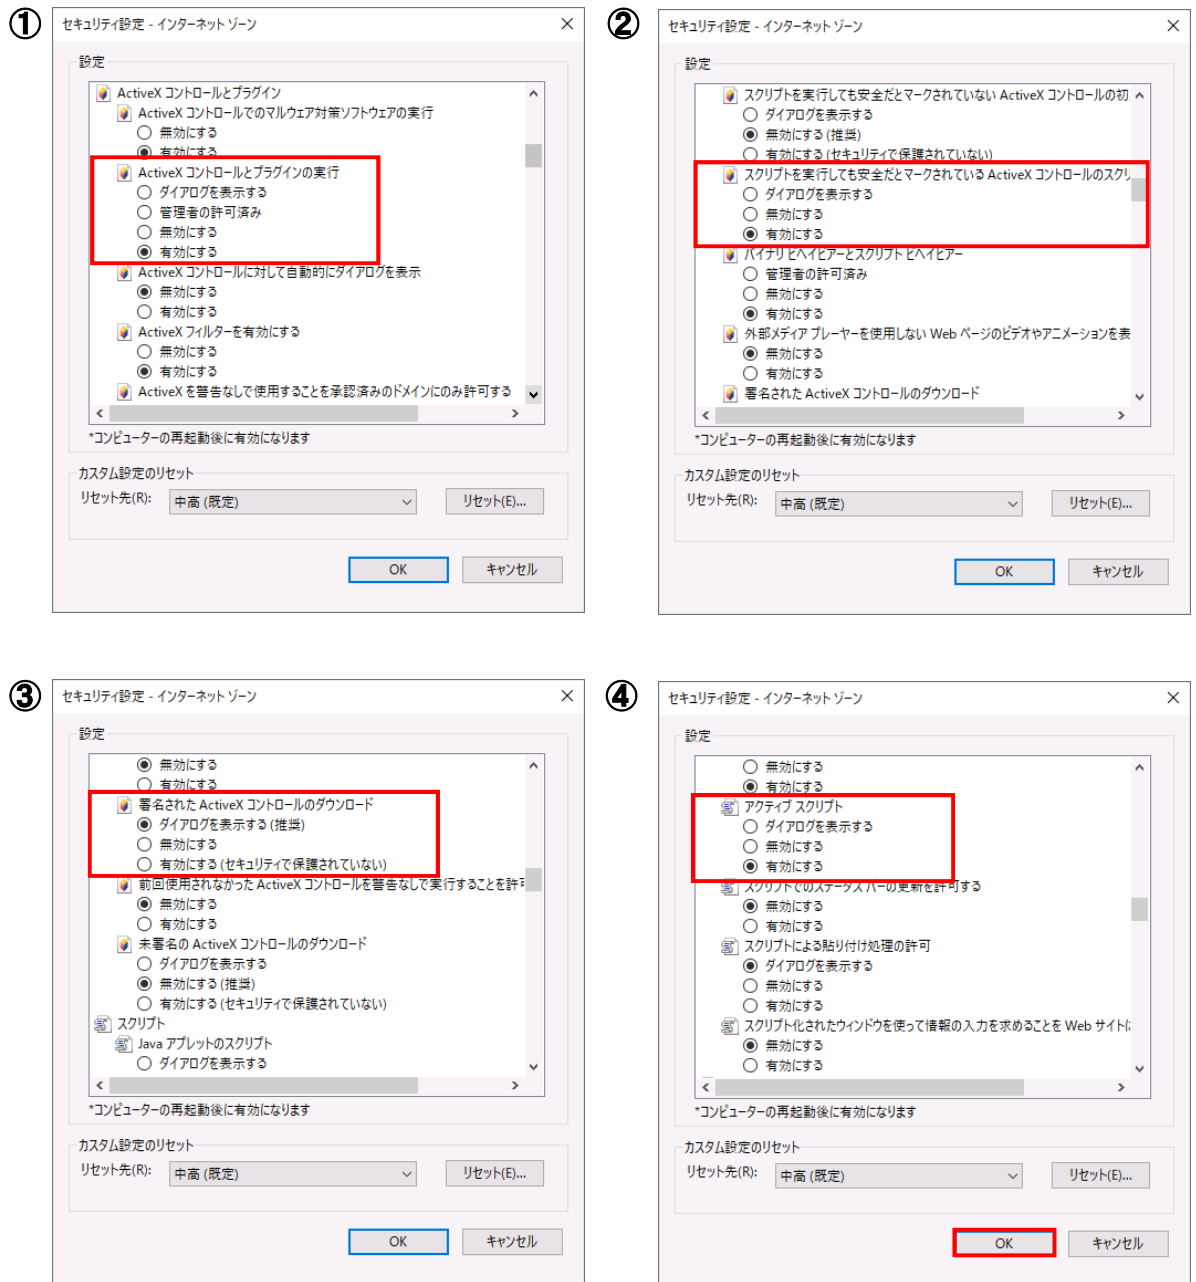 ①
セキュリティ設定 - インターネット ゾーン
設定
ActiveX コントロールとプラグイン
ActiveX コントロールでのマルウェア対策ソフトウェアの実行
無効にする
有効にする
ActiveX コントロールとプラグインの実行
ダイアログを表示する
管理者の許可済み
無効にする
有効にする
ActiveX コントロールに対して自動的にダイアログを表示
無効にする
有効にする
ActiveX フィルターを有効にする
無効にする
有効にする
ActiveX を警告なしで使用することを承認済みのドメインにのみ許可する
*コンピューターの再起動後に有効になります
カスタム設定のリセット
リセット先(R):
中高 (既定)
リセット(E)...
OK
キャンセル
②
セキュリティ設定 - インターネット ゾーン
設定
スクリプトを実行しても安全だとマークされていない ActiveX コントロールの初
ダイアログを表示する
無効にする (推奨)
有効にする (セキュリティで保護されていない)
スクリプトを実行しても安全だとマークされている ActiveX コントロールのスクリ
ダイアログを表示する
無効にする
有効にする
バイナリ ビヘイビアーとスクリプト ビヘイビアー
管理者の許可済み
無効にする
有効にする
外部メディア プレーヤーを使用しない Web ページのビデオやアニメーションを表
無効にする
有効にする
署名された ActiveX コントロールのダウンロード
*コンピューターの再起動後に有効になります
カスタム設定のリセット
リセット先(R):
中高 (既定)
リセット(E)...
OK
キャンセル
③
セキュリティ設定 - インターネット ゾーン
設定
無効にする
有効にする
署名された ActiveX コントロールのダウンロード
ダイアログを表示する (推奨)
無効にする
有効にする (セキュリティで保護されていない)
前回使用されなかった ActiveX コントロールを警告なしで実行することを許可
無効にする
有効にする
未署名の ActiveX コントロールのダウンロード
ダイアログを表示する
無効にする (推奨)
有効にする (セキュリティで保護されていない)
スクリプト
Java アプレットのスクリプト
ダイアログを表示する
*コンピューターの再起動後に有効になります
カスタム設定のリセット
リセット先(R):
中高 (既定)
リセット(E)...
OK
キャンセル
④
セキュリティ設定 - インターネット ゾーン
設定
無効にする
有効にする
アクティブ スクリプト
ダイアログを表示する
無効にする
有効にする
スクリプトでのステータス バーの更新を許可する
無効にする
有効にする
スクリプトによる貼り付け処理の許可
ダイアログを表示する
無効にする
有効にする
スクリプト化されたウィンドウを使って情報の入力を求めることを Web サイトに
無効にする
有効にする
*コンピューターの再起動後に有効になります
カスタム設定のリセット
リセット先(R):
中高 (既定)
リセット(E)...
OK
キャンセル